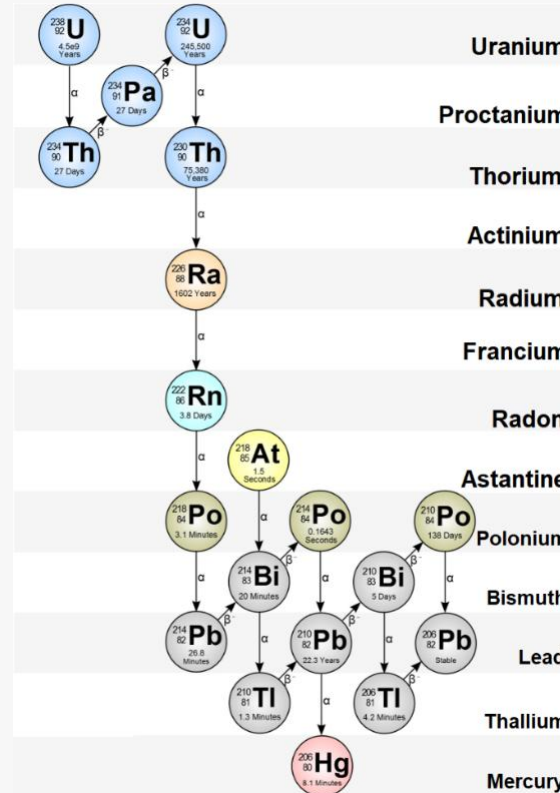 238
92 U
4.5e9
Years
234
92 U
245,500
Years
Uranium
α
β-
α
234
91 Pa
27 Days
Proctanium
β-
234
90 Th
27 Days
230
90 Th
75,380
Years
Thorium
α
Actinium
226
88 Ra
1602 Years
Radium
α
Francium
222
86 Rn
3.8 Days
Radon
α
218
85 At
1.5
Seconds
Astantine
218
84 Po
3.1 Minutes
α
214
84 Po
0.1643
Seconds
210
84 Po
138 Days
Polonium
α
β-
α
β-
α
214
83 Bi
20 Minutes
210
83 Bi
5 Days
Bismuth
β-
β-
214
82 Pb
26.8
Minutes
α
210
82 Pb
22.3 Years
α
206
82 Pb
Stable
Lead
β-
β-
210
81 Tl
1.3 Minutes
α
206
81 Tl
4.2 Minutes
Thallium
206
80 Hg
8.1 Minutes
Mercury